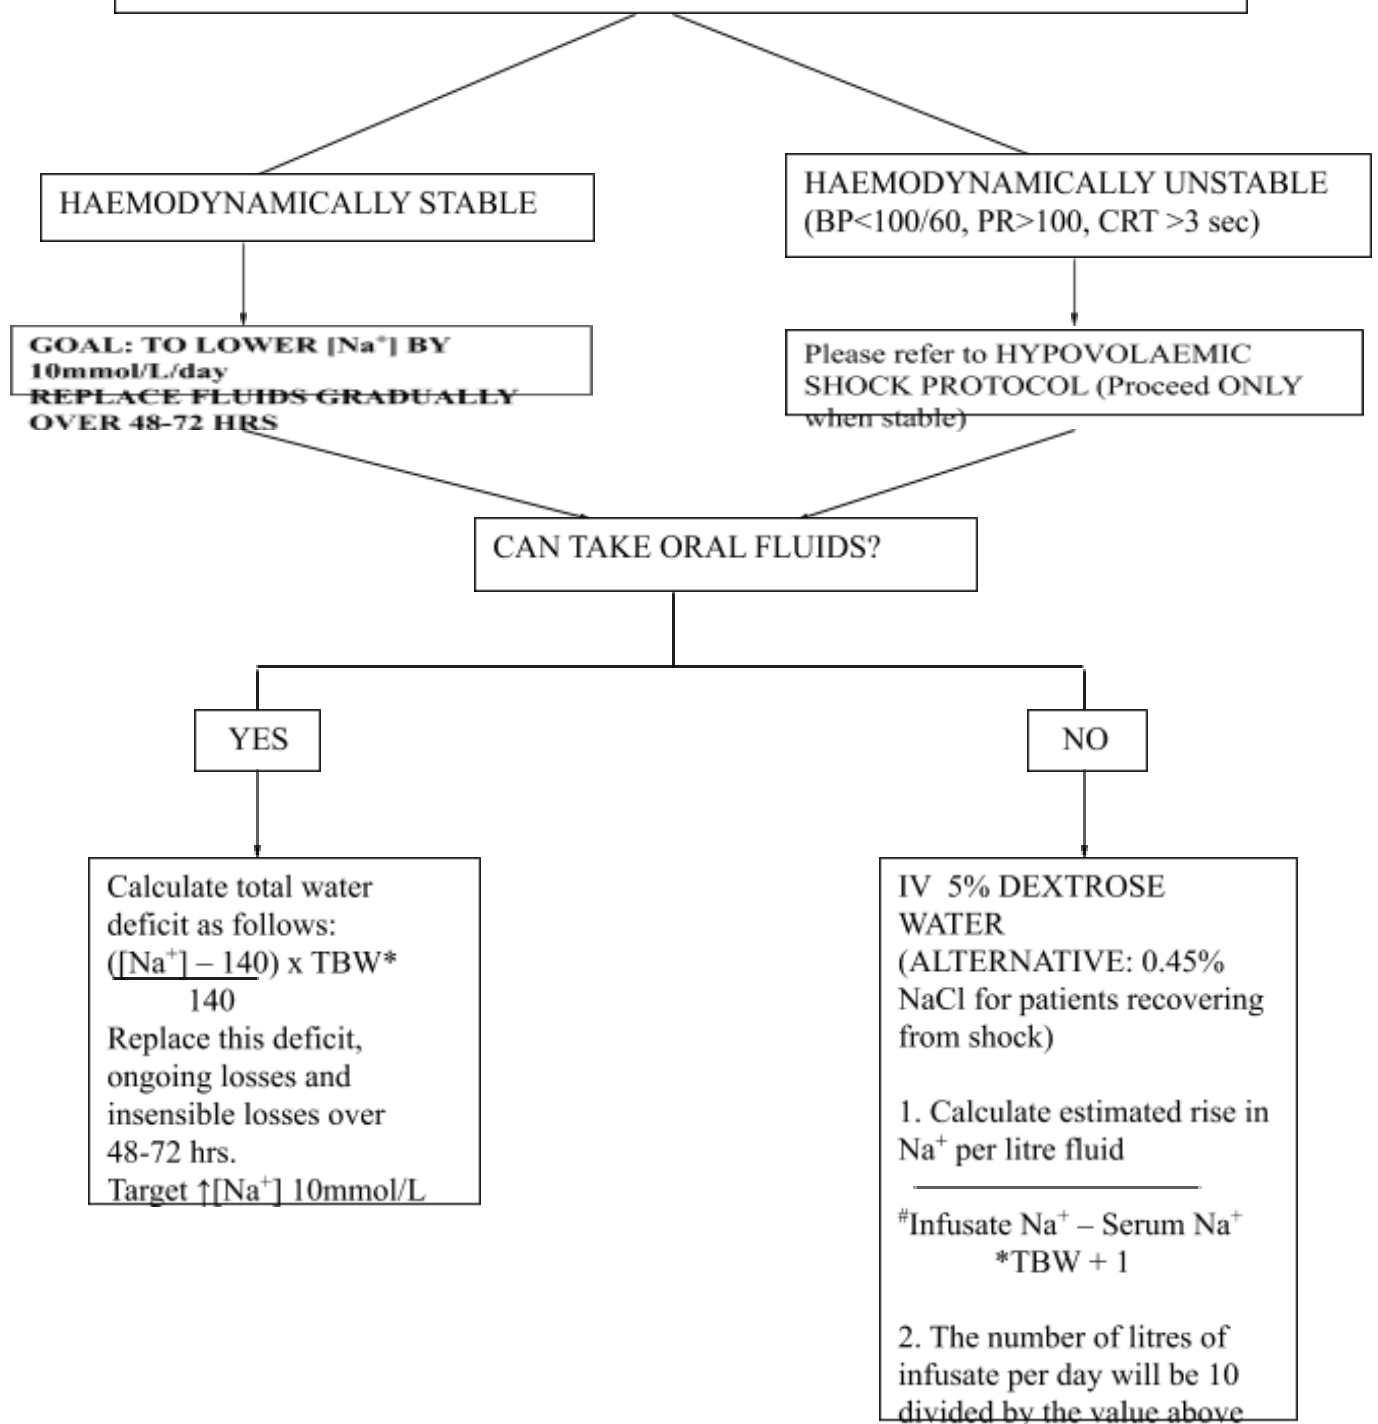 HAEMODYNAMICALLY STABLE
HAEMODYNAMICALLY UNSTABLE
(BP<100/60, PR>100, CRT >3 sec)
GOAL: TO LOWER [Na⁺] BY
10mmol/L/day
REPLACE FLUIDS GRADUALLY
OVER 48-72 HRS
Please refer to HYPOVOLAEMIC
SHOCK PROTOCOL (Proceed ONLY
when stable)
CAN TAKE ORAL FLUIDS?
YES
NO
Calculate total water
deficit as follows:
([Na⁺] – 140) x TBW*
140
Replace this deficit,
ongoing losses and
insensible losses over
48-72 hrs.
Target ↑[Na⁺] 10mmol/L
IV 5% DEXTROSE
WATER
(ALTERNATIVE: 0.45%
NaCl for patients recovering
from shock)
1. Calculate estimated rise in
Na⁺ per litre fluid
#Infusate Na⁺ – Serum Na⁺
*TBW + 1
2. The number of litres of
infusate per day will be 10
divided by the value above